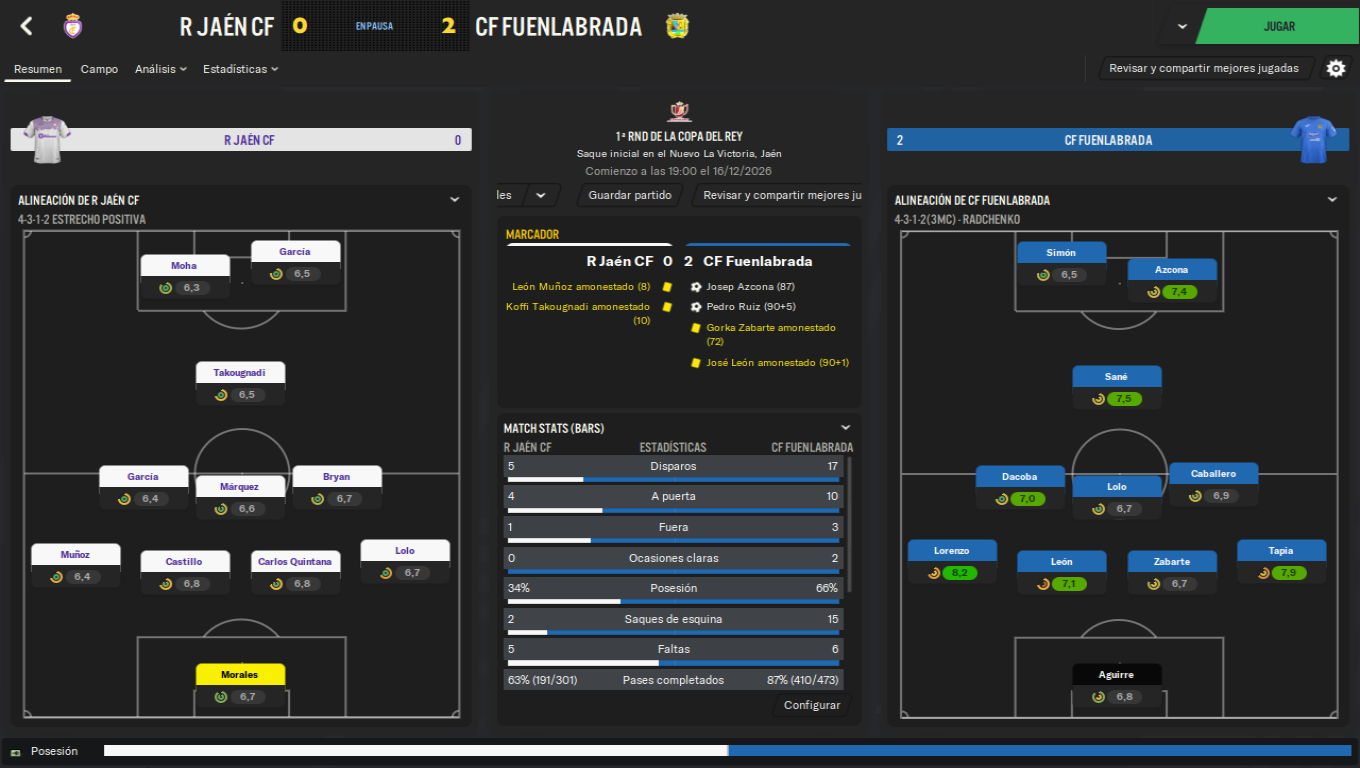 R JAÉN CF
0
EN PAUSA
2
CF FUENLABRADA
JUGAR
Resumen
Campo
Análisis
Estadísticas
Revisar y compartir mejores jugadas
R JAÉN CF
0
ALINEACIÓN DE R JAÉN CF
4-3-1-2 ESTRECHO POSITIVA
García
6,5
Moha
6,3
Takougnadi
6,5
García
6,4
Márquez
6,6
Bryan
6,7
Muñoz
6,4
Castillo
6,8
Carlos Quintana
6,8
Lolo
6,7
Morales
6,7
1ª RND DE LA COPA DEL REY
Saque inicial en el Nuevo La Victoria, Jaén
Comienzo a las 19:00 el 16/12/2026
les
Guardar partido
Revisar y compartir mejores ju
MARCADOR
R Jaén CF 0 2 CF Fuenlabrada
León Muñoz amonestado (8)
Koffi Takougnadi amonestado
(10)
Josep Azcona (87)
Pedro Ruiz (90+5)
Gorka Zabarte amonestado
(72)
José León amonestado (90+1)
MATCH STATS (BARS)
R JAÉN CF ESTADÍSTICAS CF FUENLABRADA
5 Disparos 17
4 A puerta 10
1 Fuera 3
0 Ocasiones claras 2
34% Posesión 66%
2 Saques de esquina 15
5 Faltas 6
63% (191/301) Pases completados 87% (410/473)
Configurar
2
CF FUENLABRADA
ALINEACIÓN DE CF FUENLABRADA
4-3-1-2 (3MC) - RADCHENKO
Simón
6,5
Azcona
7,4
Sané
7,5
Dacoba
7,0
Lolo
6,7
Caballero
6,9
Lorenzo
8,2
León
7,1
Zabarte
6,7
Tapia
7,9
Aguirre
6,8
Posesión